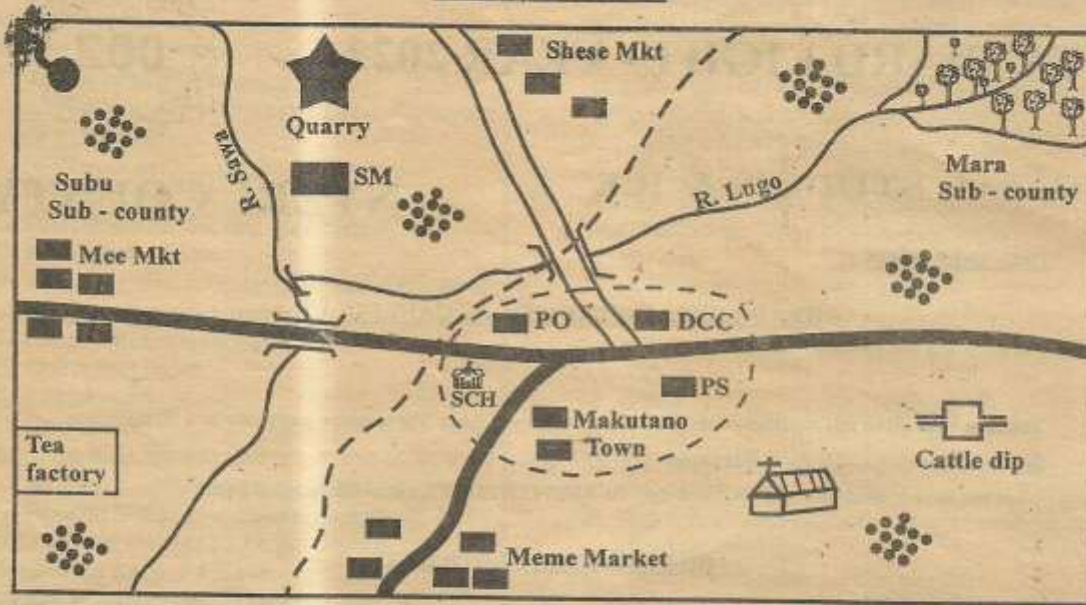 Shese Mkt
Quarry
R. Sawa
SM
Subu
Sub - county
R. Lugo
Mara
Sub - county
Mee Mkt
PO
DCC
SCH
PS
Makutano
Town
Tea
factory
Cattle dip
Meme Market